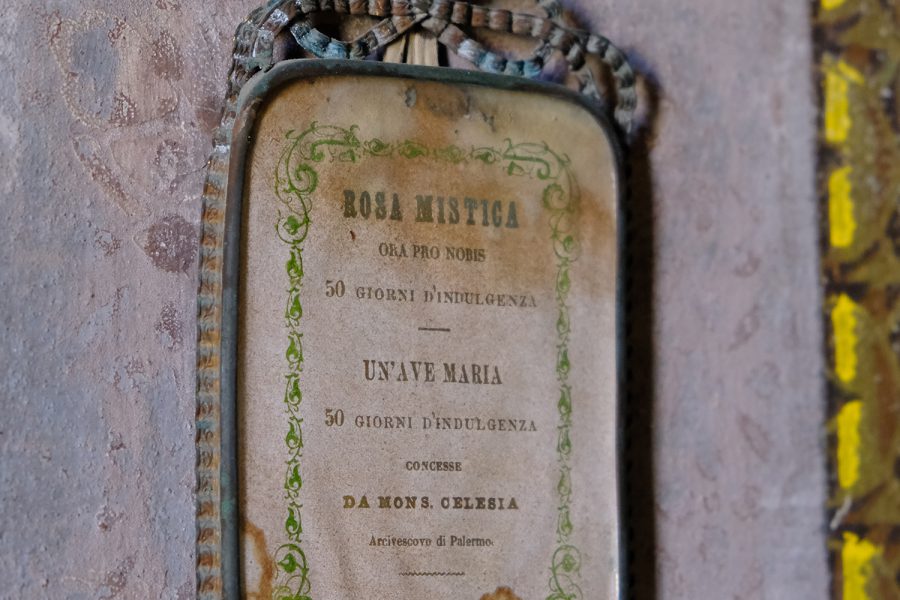 ROSA MISTICA
ORA PRO NOBIS
50 GIORNI D'INDULGENZA
UN'AVE MARIA
50 GIORNI D'INDULGENZA
CONCESSE
DA MONS. CELESIA
Arcivescovo di Palermo.